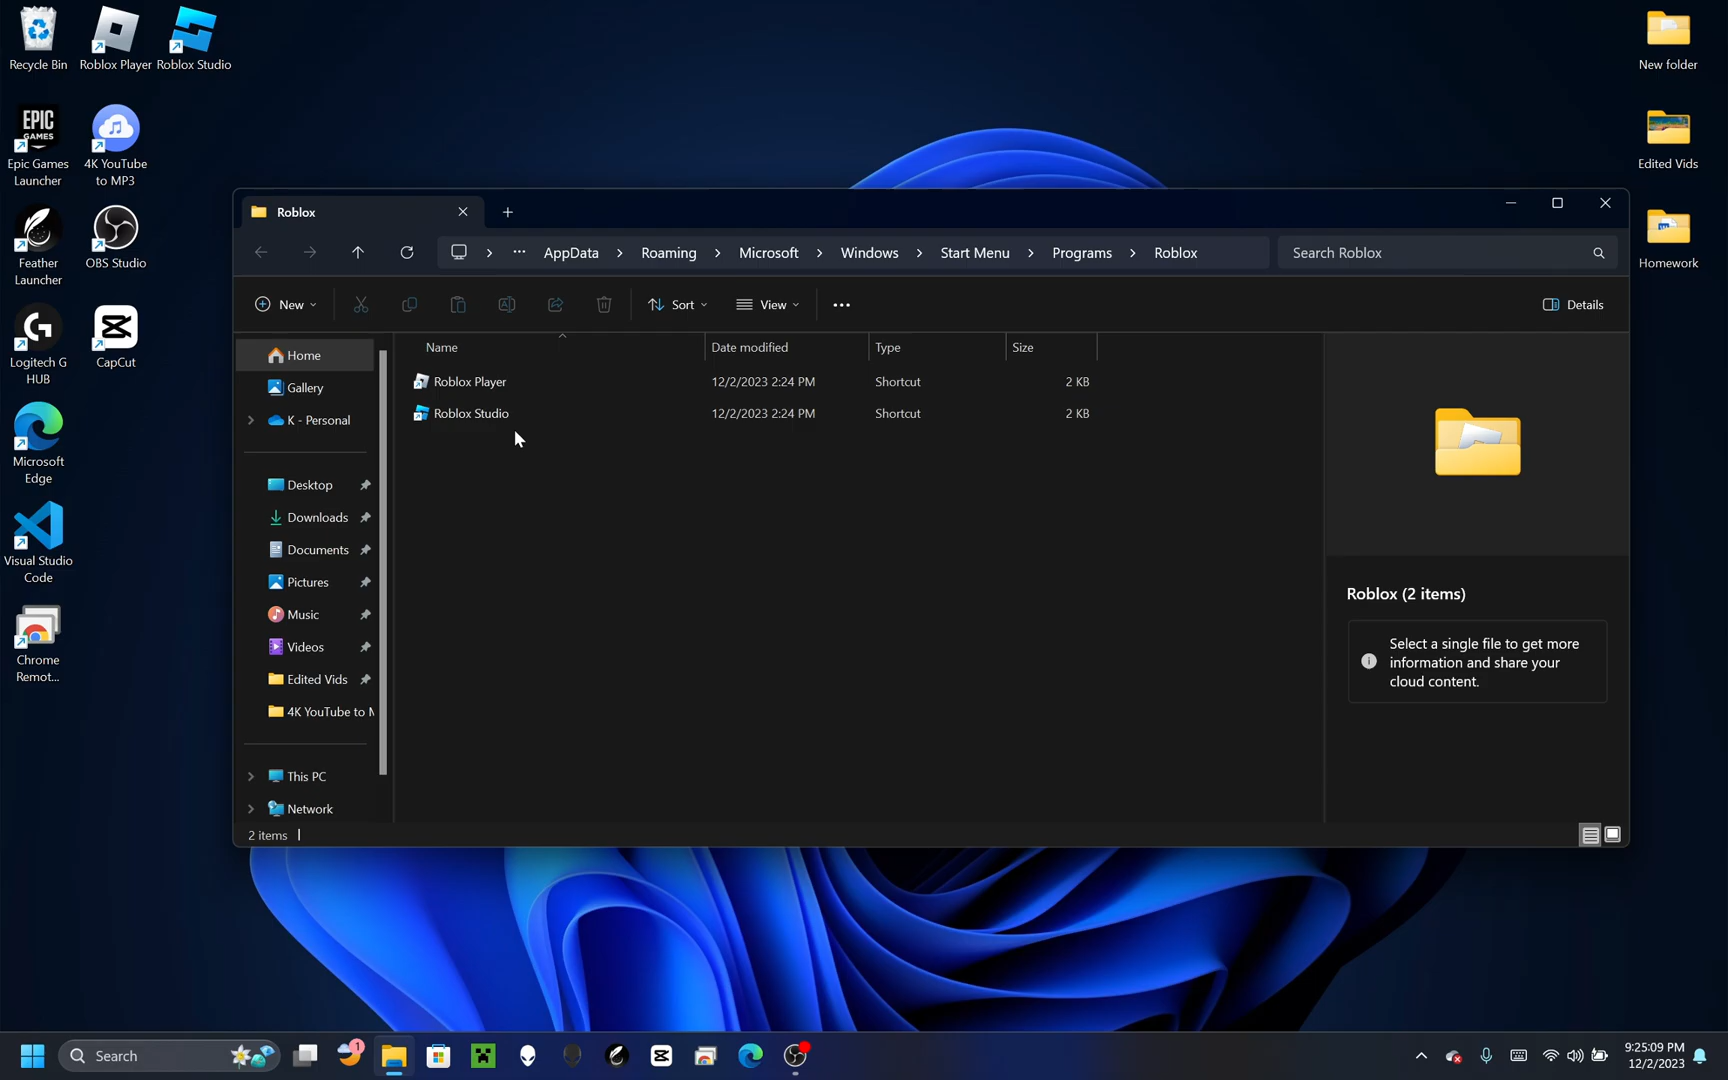 Recycle Bin
Roblox Player
Roblox Studio
New folder
EPIC
GAMES
Epic Games
Launcher
4K YouTube
to MP3
Edited Vids
Feather
Launcher
OBS Studio
Homework
Logitech G
HUB
CapCut
Microsoft
Edge
Visual Studio
Code
Chrome
Remot...
Roblox
··· AppData > Roaming > Microsoft > Windows > Start Menu > Programs > Roblox
Search Roblox
New
Sort
View
···
Details
Name
Date modified
Type
Size
Roblox Player 12/2/2023 2:24 PM Shortcut 2 KB
Roblox Studio 12/2/2023 2:24 PM Shortcut 2 KB
Home
Gallery
K - Personal
Desktop
Downloads
Documents
Pictures
Music
Videos
Edited Vids
4K YouTube to
This PC
Network
Roblox (2 items)
Select a single file to get more
information and share your
cloud content.
2 items
Search
1
9:25:09 PM
12/2/2023